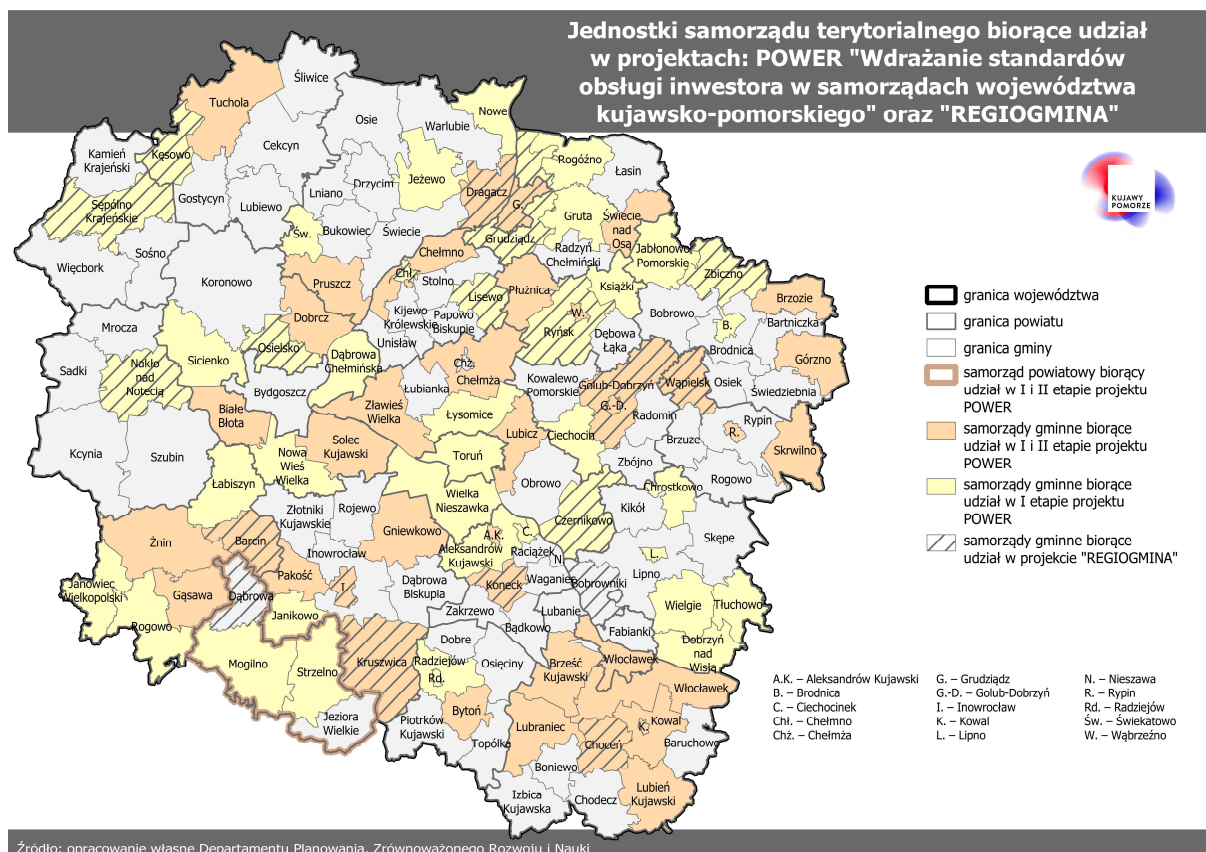 Jednostki samorządu terytorialnego biorące udział
w projektach: POWER "Wdrażanie standardów
obsługi inwestora w samorządach województwa
kujawsko-pomorskiego" oraz "REGIOGMINA"
KUJAWY
POMORZE
Śliwice
Tuchola
Osie
Nowe
Warlubie
Cekcyn
Kamień
Krajeński
Kęsowo
Rogóźno
Łasin
Drzycim
Jeżewo
Lniano
Dragacz
Gostycyn
Sępólno
Krajeńskie
Lubiewo
G.
Gruta
Świecie
nad
Osą
Św.
Bukowiec
Świecie
Grudziądz
Radzyń
Chełmiński
Jabłonowo
Pomorskie
Sośno
Więcbork
Chełmno
Zbiczno
Koronowo
Pruszcz
Chł.
Stolno
Lisewo
Płużnica
Książki
Brzozie
Kijewo
Królewskie
Papowo
Biskupie
W.
Bobrowo
Bartniczka
B.
Mrocza
Dobrcz
Ryńsk
Dębowa
Łąka
Unisław
Osielsko
Brodnica
Górzno
Sicienko
Dąbrowa
Chełmińska
Nakło
nad
Notecią
Sadki
Chż.
Chełmża
Kowalewo
Pomorskie
Golub-Dobrzyń
Wąpielsk
Osiek
Świedziebnia
Bydgoszcz
Łubianka
Białe
Błota
Zławieś
Wielka
Łysomice
G.-D.
Radomin
Rypin
R.
Lubicz
Ciechocin
Brzuze
Solec
Kujawski
Skrwilno
Kcynia
Szubin
Nowa
Wieś
Wielka
Toruń
Zbójno
Rogowo
Łabiszyn
Obrowo
Chrostkowo
Wielka
Nieszawka
Złotniki
Kujawskie
Rojewo
Kikół
Czernikowo
Gniewkowo
A.K.
C.
Skępe
Żnin
Barcin
Inowrocław
Aleksandrów
Kujawski
Raciążek
N.
L.
Lipno
Pakość
I.
Dąbrowa
Biskupia
Koneck
Waganiec
Bobrowniki
Janowiec
Wielkopolski
Gąsawa
Dąbrowa
Janikowo
Zakrzewo
Lubanie
Wielgie
Tłuchowo
Rogowo
Bądkowo
Fabianki
Dobre
Dobrzyń
nad
Wisłą
Mogilno
Strzelno
Kruszwica
Radziejów
Rd.
Osięciny
Brześć
Kujawski
Włocławek
Włocławek
Jeziora
Wielkie
Piotrków
Kujawski
Bytoń
Lubraniec
K.
Kowal
Topólka
Choceń
Baruchowo
Boniewo
Izbica
Kujawska
Chodecz
Lubień
Kujawski
granica województwa
granica powiatu
granica gminy
samorząd powiatowy biorący
udział w I i II etapie projektu
POWER
samorządy gminne biorące
udział w I i II etapie projektu
POWER
samorządy gminne biorące
udział w I etapie projektu
POWER
samorządy gminne biorące
udział w projekcie "REGIOGMINA"
A.K. – Aleksandrów Kujawski
B. – Brodnica
C. – Ciechocinek
Chł. – Chełmno
Chż. – Chełmża
G. – Grudziądz
G.-D. – Golub-Dobrzyń
I. – Inowrocław
K. – Kowal
L. – Lipno
N. – Nieszawa
R. – Rypin
Rd. – Radziejów
Św. – Świekatowo
W. – Wąbrzeźno
Źródło: opracowanie własne Departamentu Planowania, Zrównoważonego Rozwoju i Nauki